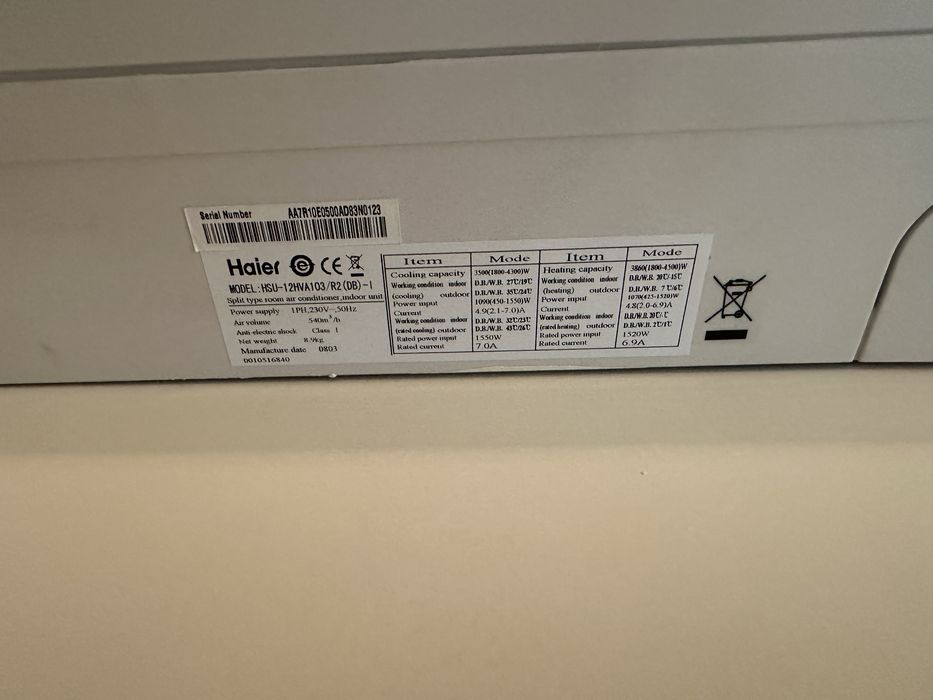 Serial Number AA7R10E0500AD83N0123
Haier e CE
MODEL:HSU-12HVA103/R2(DB)-I
Split type room air conditioner,indoor unit
Power supply 1PH,230V~,50Hz
Air volume 540m³/h
Anti-electric shock Class I
Net weight 8.9kg
Manufacture date 0803
0010516840
Item Mode Item Mode
Cooling capacity 3500(1800-4300)W Heating capacity 3860(1800-4500)W
Working condition indoor D.B./W.B. 27℃/19℃ Working condition indoor D.B./W.B. 20℃/-15℃
(cooling) outdoor D.B./W.B. 35℃/24℃ (heating) outdoor D.B./W.B. 7℃/6℃
Power input 1090(450-1550)W Power input 1070(425-1520)W
Current 4.9(2.1-7.0)A Current 4.8(2.0-6.9)A
Working condition indoor D.B./W.B. 32℃/23℃ Working condition indoor D.B./W.B. 20℃/-℃
(rated cooling) outdoor D.B./W.B. 43℃/26℃ (rated heating) outdoor D.B./W.B. 2℃/1℃
Rated power input 1550W Rated power input 1520W
Rated current 7.0A Rated current 6.9A